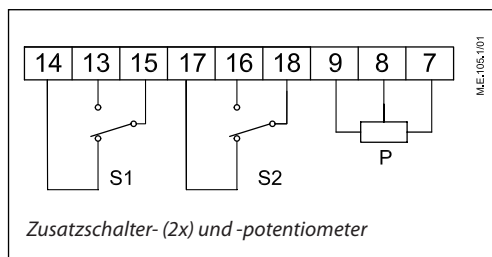 14 13 15 17 16 18 9 8 7
S1 S2 P
Zusatzschalter- (2x) und -potentiometer
M.E.105.1/01